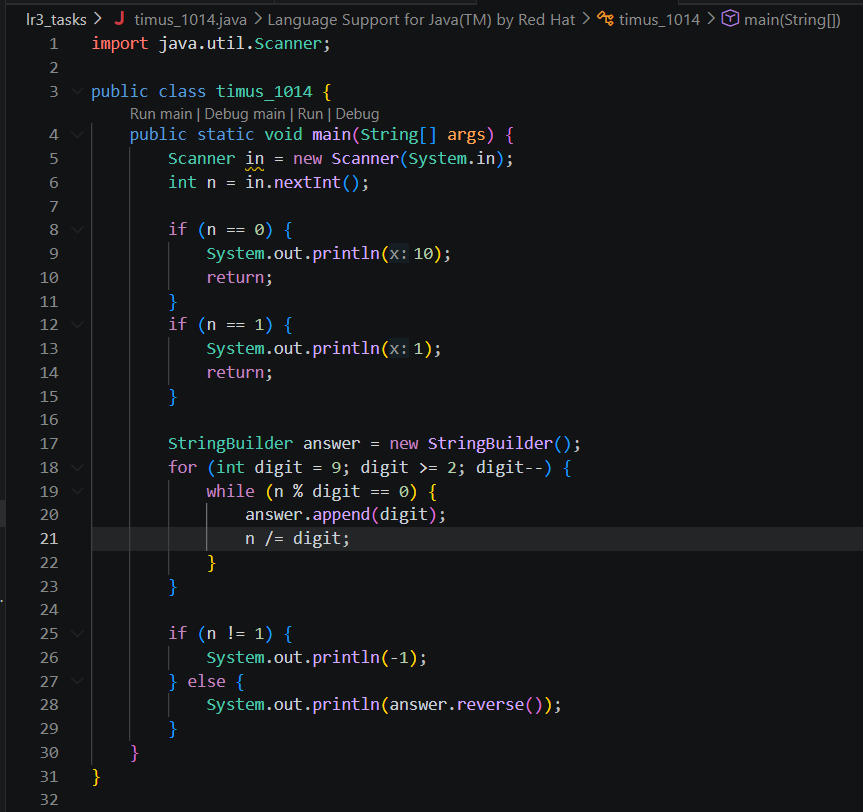 lr3_tasks > J timus_1014.java > Language Support for Java(TM) by Red Hat > timus_1014 > main(String[])
1 import java.util.Scanner;
2
3 public class timus_1014 {
Run main | Debug main | Run | Debug
4     public static void main(String[] args) {
5         Scanner in = new Scanner(System.in);
6         int n = in.nextInt();
7
8         if (n == 0) {
9             System.out.println(x: 10);
10             return;
11         }
12         if (n == 1) {
13             System.out.println(x: 1);
14             return;
15         }
16
17         StringBuilder answer = new StringBuilder();
18         for (int digit = 9; digit >= 2; digit--) {
19             while (n % digit == 0) {
20                 answer.append(digit);
21                 n /= digit;
22             }
23         }
24
25         if (n != 1) {
26             System.out.println(-1);
27         } else {
28             System.out.println(answer.reverse());
29         }
30     }
31 }
32